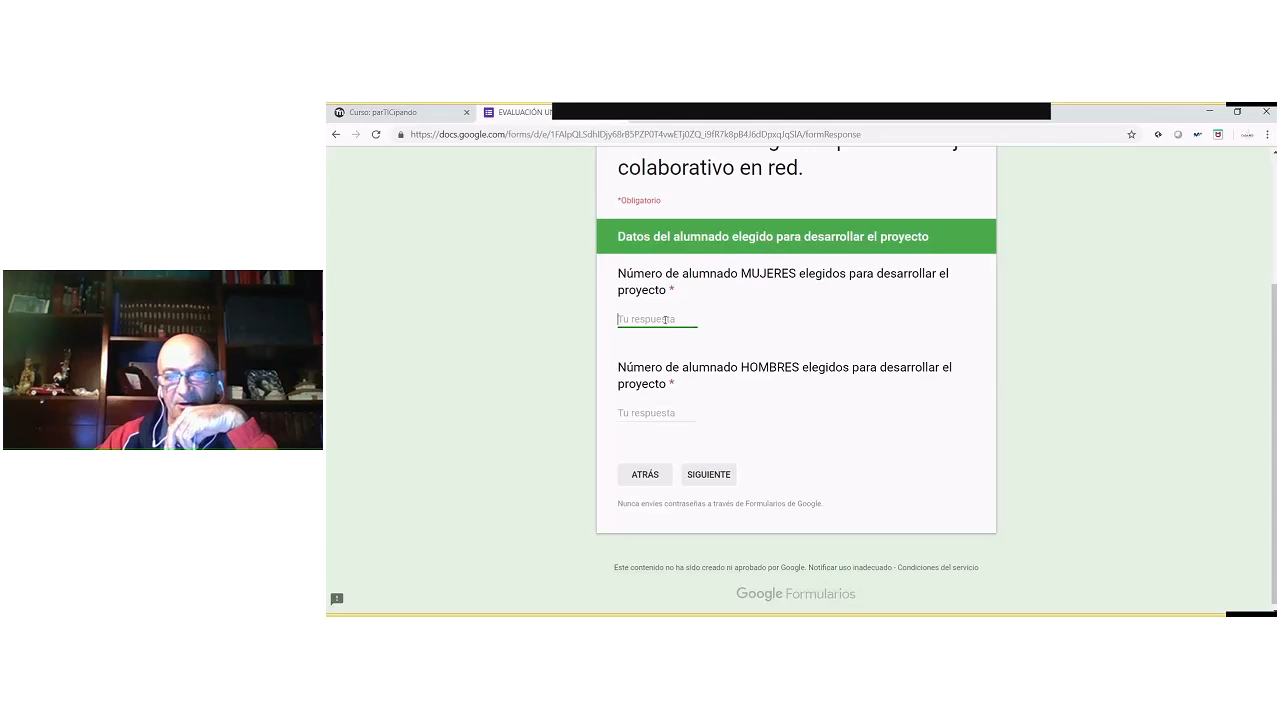 Curso: parTICipando
EVALUACIÓN UN
https://docs.google.com/forms/d/e/1FAIpQLSdhlDjy68rB5PZP0T4vwETj0ZQ_i9fR7k8pB4J6dDpxqJqSlA/formResponse
colaborativo en red.
*Obligatorio
Datos del alumnado elegido para desarrollar el proyecto
Número de alumnado MUJERES elegidos para desarrollar el
proyecto *
Tu respuesta
Número de alumnado HOMBRES elegidos para desarrollar el
proyecto *
Tu respuesta
ATRÁS SIGUIENTE
Nunca envíes contraseñas a través de Formularios de Google.
Este contenido no ha sido creado ni aprobado por Google. Notificar uso inadecuado - Condiciones del servicio
Google Formularios